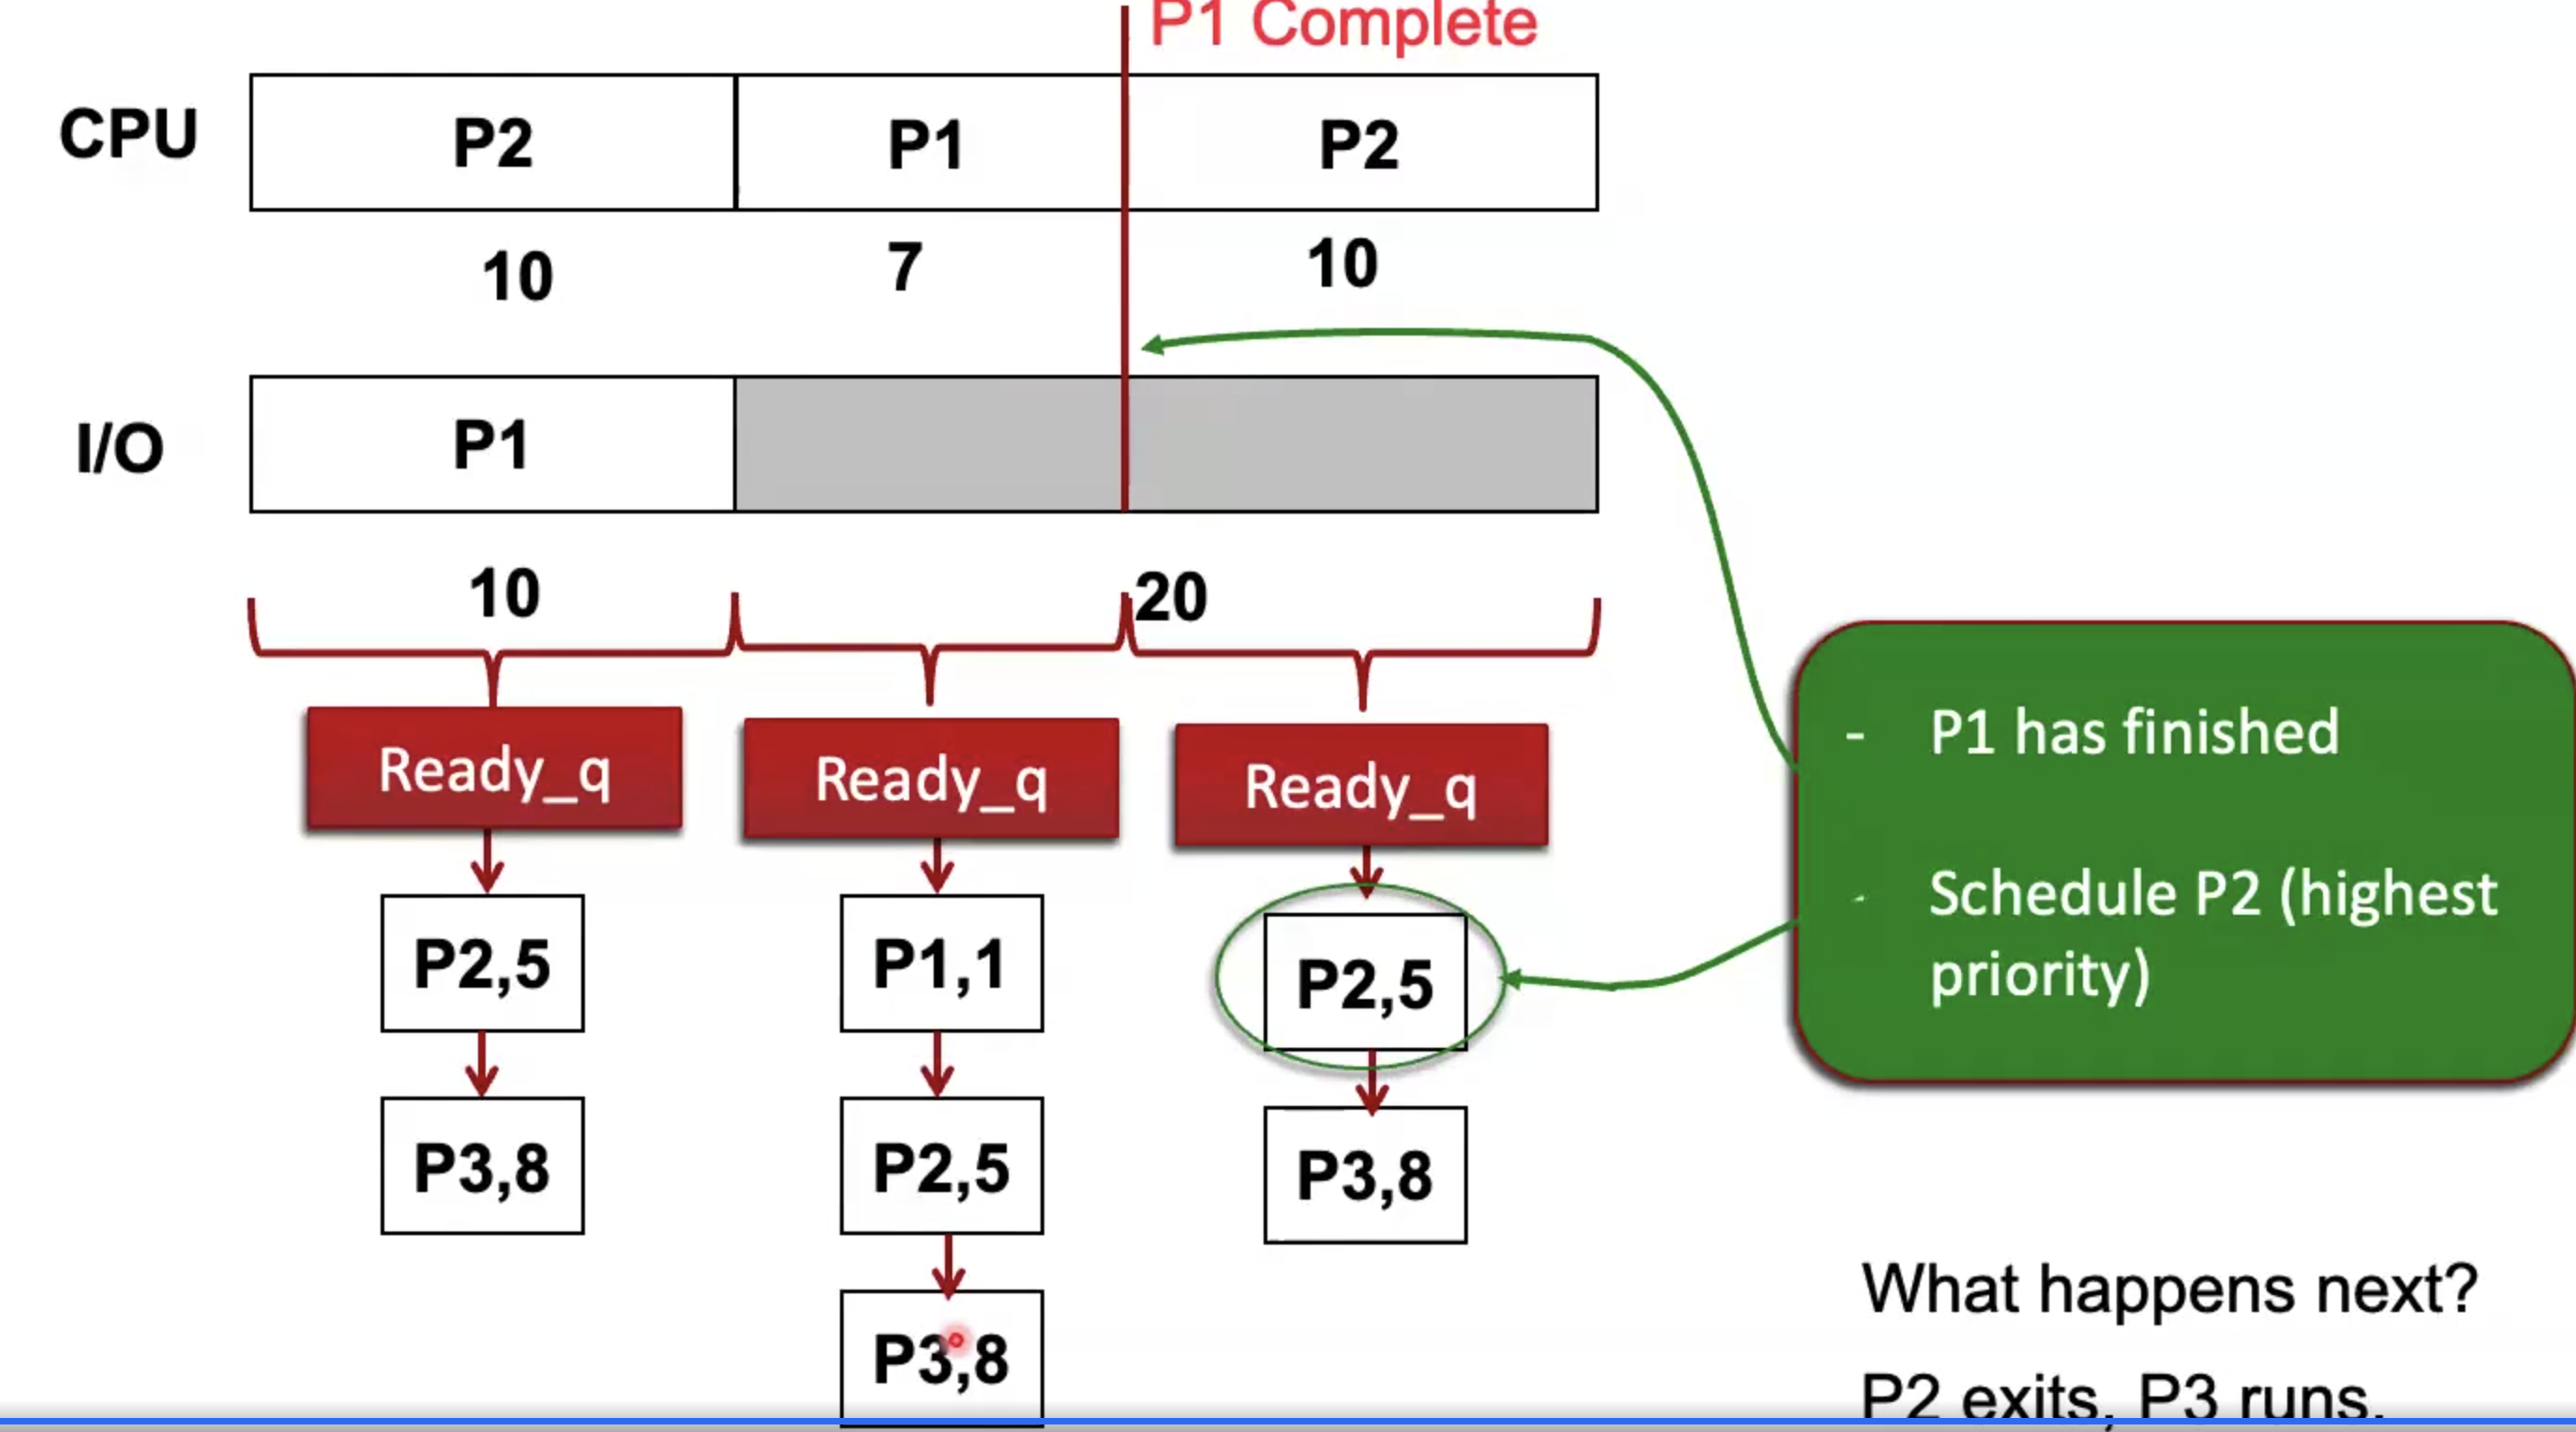 P1 Complete
CPU
P2
P1
P2
10
7
10
I/O
P1
10
20
Ready_q
Ready_q
Ready_q
P2,5
P1,1
P2,5
P3,8
P2,5
P3,8
P3,8
- P1 has finished
- Schedule P2 (highest
priority)
What happens next?
P2 exits, P3 runs.